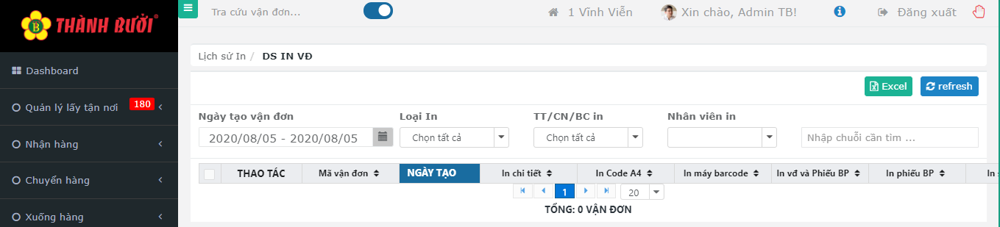 THÀNH BƯỞI®
Tra cứu vận đơn...
1 Vĩnh Viễn
Xin chào, Admin TB!
Đăng xuất
Dashboard
Quản lý lấy tận nơi 180
Nhận hàng
Chuyển hàng
Xuống hàng
Lịch sử In / DS IN VĐ
Excel refresh
Ngày tạo vận đơn Loại In TT/CN/BC in Nhân viên in
2020/08/05 - 2020/08/05 Chọn tất cả Chọn tất cả Nhập chuỗi cần tìm ...
THAO TÁC Mã vận đơn NGÀY TẠO In chi tiết In Code A4 In máy barcode In vđ và Phiếu BP In phiếu BP In
1 20
TỔNG: 0 VẬN ĐƠN